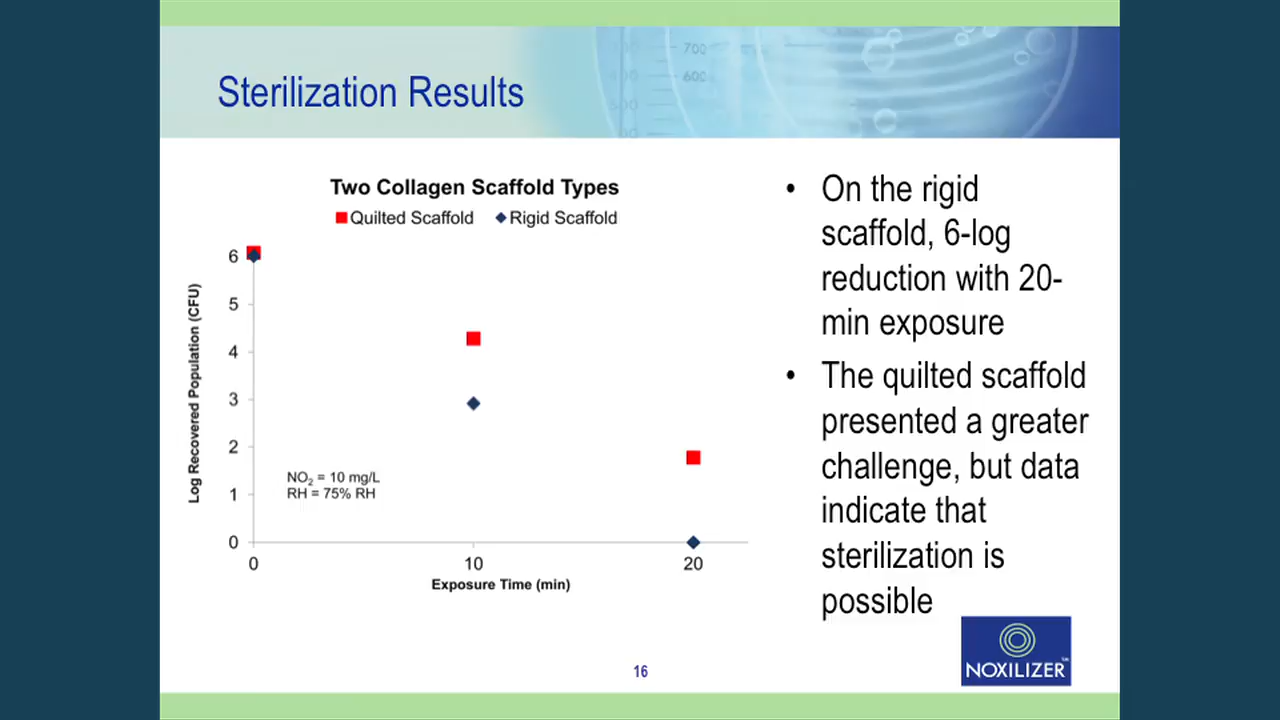 Sterilization Results
700
600
Two Collagen Scaffold Types
Quilted Scaffold
Rigid Scaffold
6
5
4
3
2
1
0
Log Recovered Population (CFU)
NO₂ = 10 mg/L
RH = 75% RH
0
10
20
Exposure Time (min)
• On the rigid
scaffold, 6-log
reduction with 20-
min exposure
• The quilted scaffold
presented a greater
challenge, but data
indicate that
sterilization is
possible
16
NOXILIZER